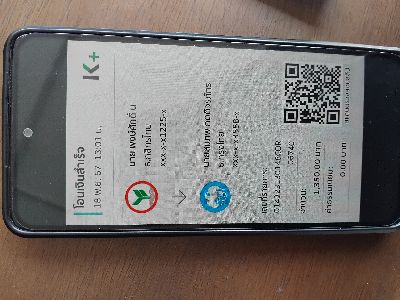 โอนเงินสำเร็จ
18 พ.ย. 67 13:01 น.
K+
นาย พงษ์ศักดิ์ น
ธ.กสิกรไทย
xxx-x-x1225-x
ธ.กรุงไทย
เลขที่รายการ:
จำนวน:
1,350.00 บาท
ค่าธรรมเนียม:
0.00 บาท